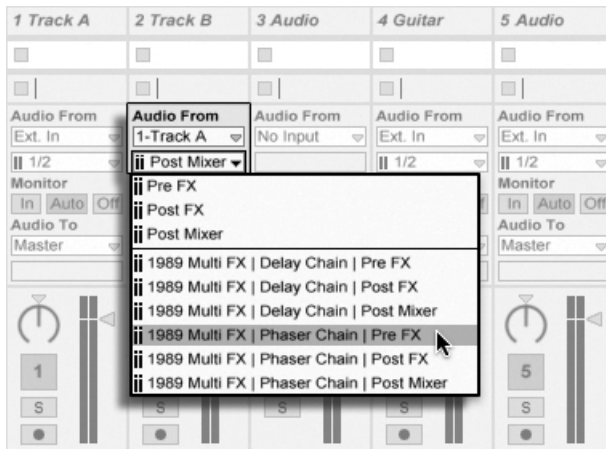 1 Track A 2 Track B 3 Audio 4 Guitar 5 Audio
Audio From Audio From Audio From Audio From Audio From
Ext. In 1-Track A No Input Ext. In Ext. In
1/2 Post Mixer 1/2 1/2
Monitor Monitor
In Auto Off In Auto Off
Audio To Audio To
Master Master
Pre FX
Post FX
Post Mixer
1989 Multi FX | Delay Chain | Pre FX
1989 Multi FX | Delay Chain | Post FX
1989 Multi FX | Delay Chain | Post Mixer
1989 Multi FX | Phaser Chain | Pre FX
1989 Multi FX | Phaser Chain | Post FX
1989 Multi FX | Phaser Chain | Post Mixer
1 5
S S S S S